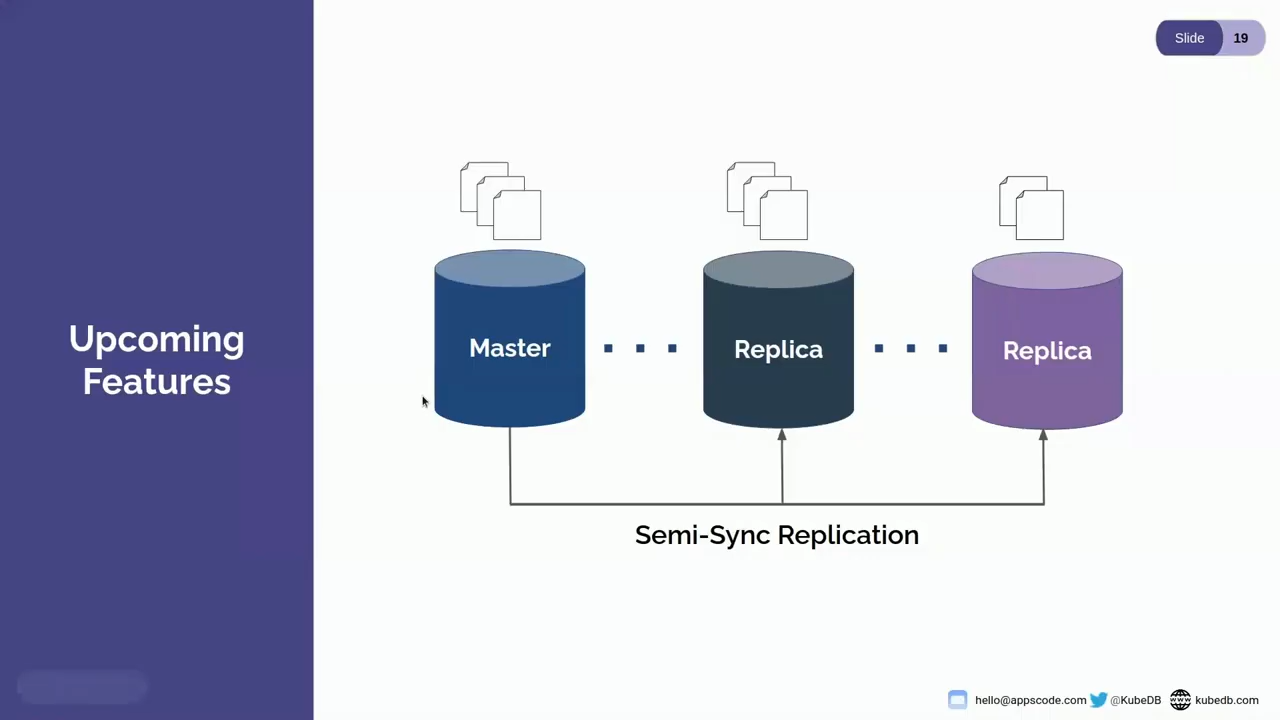 Slide 19
Upcoming
Features
Master
Replica
Replica
Semi-Sync Replication
hello@appscode.com @KubeDB kubedb.com